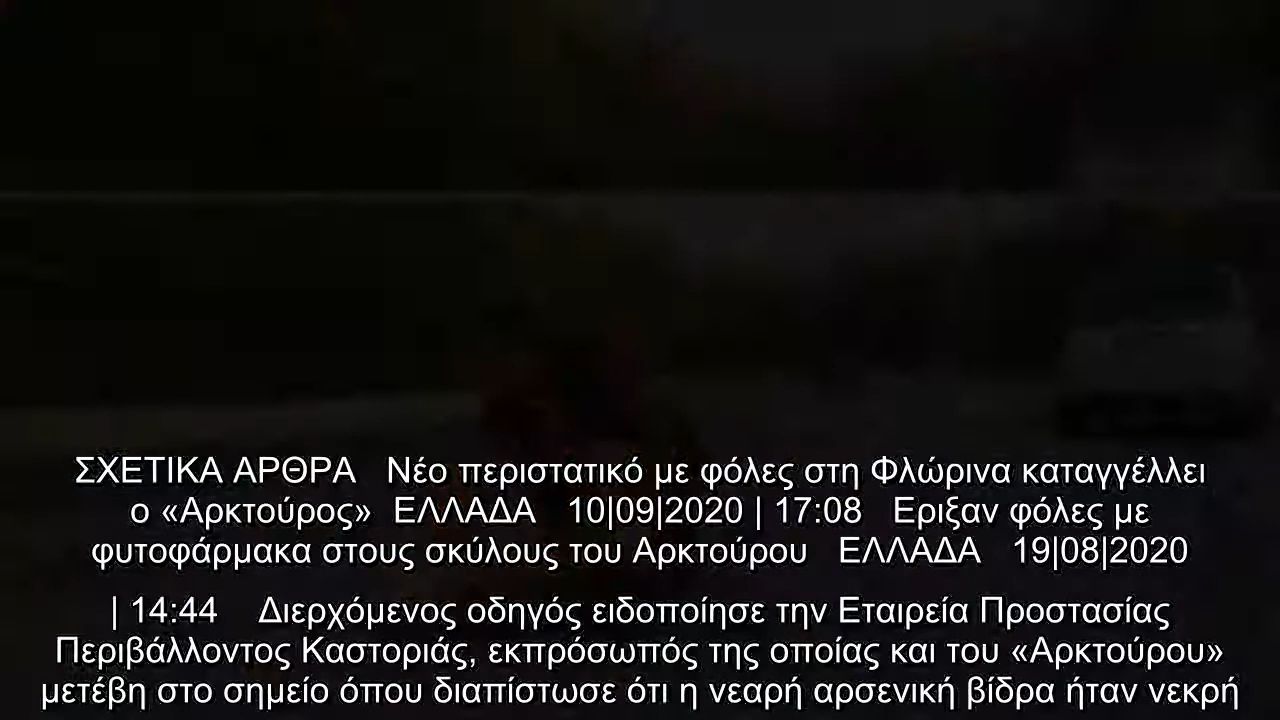 ΣΧΕΤΙΚΑ ΑΡΘΡΑ   Νέο περιστατικό με φόλες στη Φλώρινα καταγγέλλει
ο «Αρκτούρος»  ΕΛΛΑΔΑ   10|09|2020 | 17:08   Εριξαν φόλες με
φυτοφάρμακα στους σκύλους του Αρκτούρου   ΕΛΛΑΔΑ   19|08|2020
| 14:44    Διερχόμενος οδηγός ειδοποίησε την Εταιρεία Προστασίας
Περιβάλλοντος Καστοριάς, εκπρόσωπός της οποίας και του «Αρκτούρου»
μετέβη στο σημείο όπου διαπίστωσε ότι η νεαρή αρσενική βίδρα ήταν νεκρή